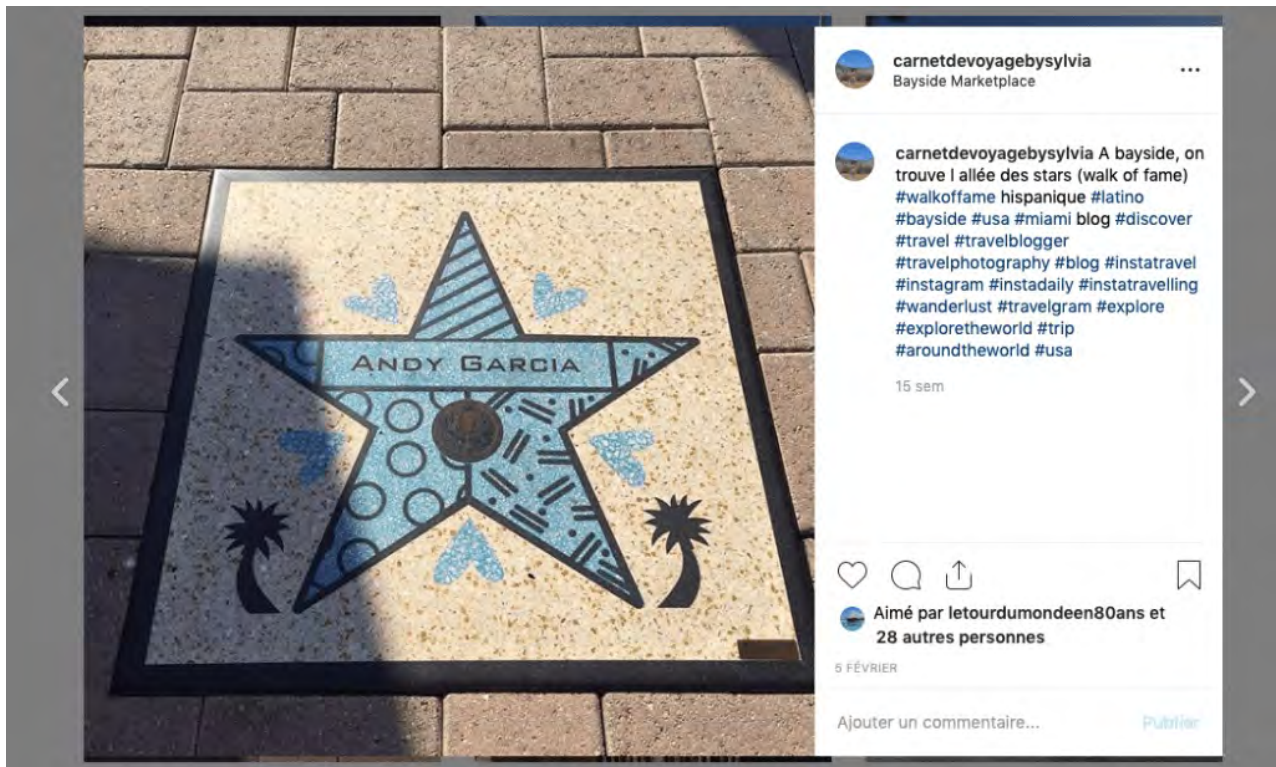 ANDY GARCIA
carnetdevoyagebysylvia
Bayside Marketplace
carnetdevoyagebysylvia A bayside, on
trouve l allée des stars (walk of fame)
#walkoffame hispanique #latino
#bayside #usa #miami blog #discover
#travel #travelblogger
#travelphotography #blog #instatravel
#instagram #instadaily #instatravelling
#wanderlust #travelgram #explore
#exploretheworld #trip
#aroundtheworld #usa
15 sem
Aimé par letourdumondeen80ans et
28 autres personnes
5 FÉVRIER
Ajouter un commentaire... Publier